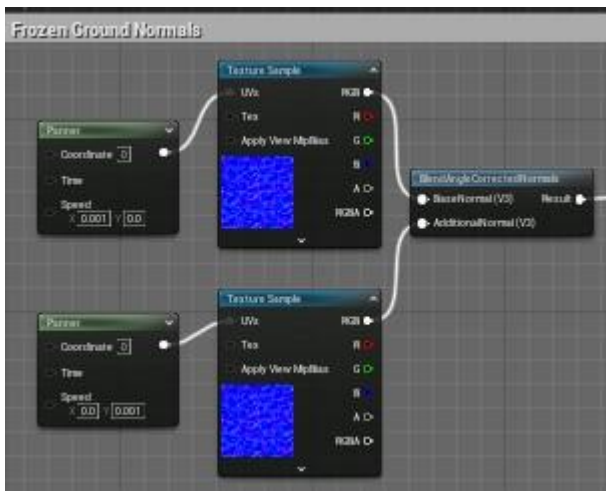 Frozen Ground Normals
Texture Sample
UVs RGB
Tex R
Apply View MipBias G
B
A
RGBA
Panner
Coordinate 0
Time
Speed
X 0.001 Y 0.0
BlendAngleCorrectedNormals
BaseNormal (V3) Result
AdditionalNormal (V3)
Texture Sample
UVs RGB
Tex R
Apply View MipBias G
B
A
RGBA
Panner
Coordinate 0
Time
Speed
X 0.0 Y 0.001